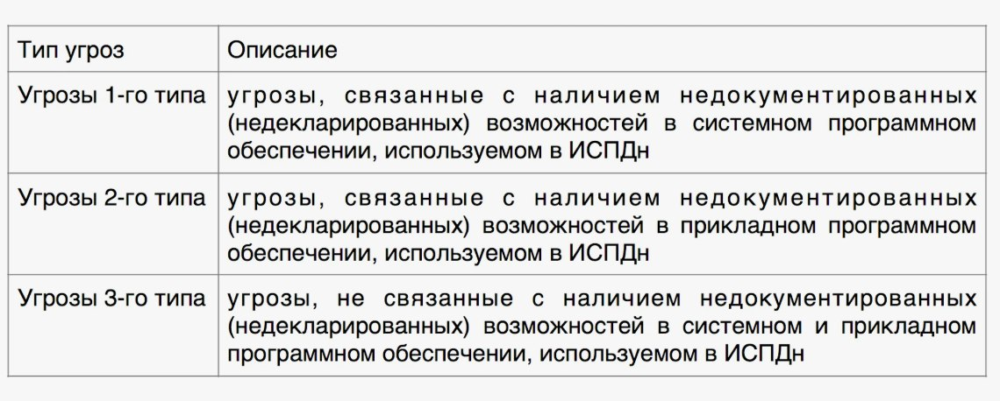 Тип угроз
Описание
Угрозы 1-го типа
угрозы, связанные с наличием недокументированных
(недекларированных) возможностей в системном программном
обеспечении, используемом в ИСПДн
Угрозы 2-го типа
угрозы, связанные с наличием недокументированных
(недекларированных) возможностей в прикладном программном
обеспечении, используемом в ИСПДн
Угрозы 3-го типа
угрозы, не связанные с наличием недокументированных
(недекларированных) возможностей в системном и прикладном
программном обеспечении, используемом в ИСПДн